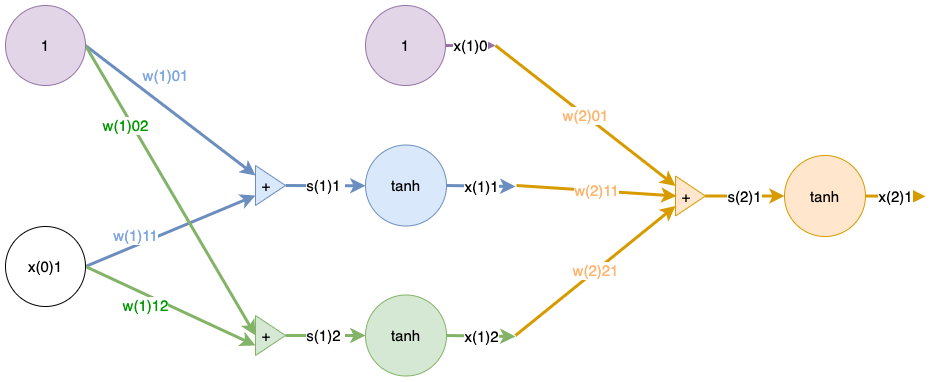 1
1
x(1)0
w(1)01
w(2)01
w(1)02
+
s(1)1
tanh
x(1)1
w(2)11
+
s(2)1
tanh
x(2)1
w(1)11
x(0)1
w(2)21
w(1)12
+
s(1)2
tanh
x(1)2